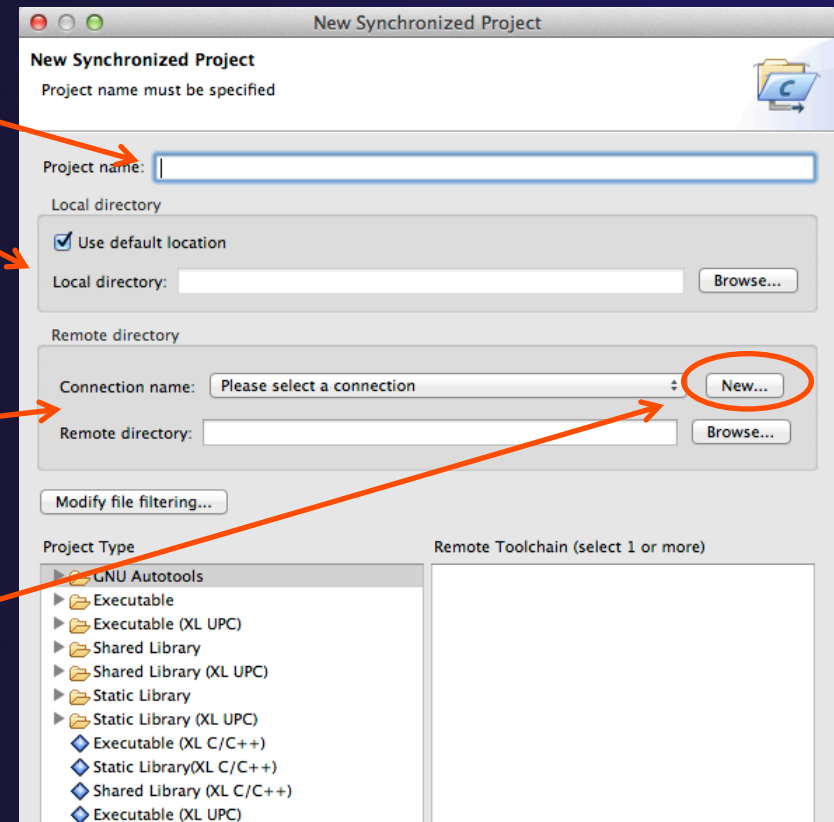 New Synchronized Project
New Synchronized Project
Project name must be specified
C
Project name:
Local directory
Use default location
Local directory:
Browse...
Remote directory
Connection name:
Please select a connection
New...
Remote directory:
Browse...
Modify file filtering...
Project Type
Remote Toolchain (select 1 or more)
GNU Autotools
Executable
Executable (XL UPC)
Shared Library
Shared Library (XL UPC)
Static Library
Static Library (XL UPC)
Executable (XL C/C++)
Static Library(XL C/C++)
Shared Library (XL C/C++)
Executable (XL UPC)